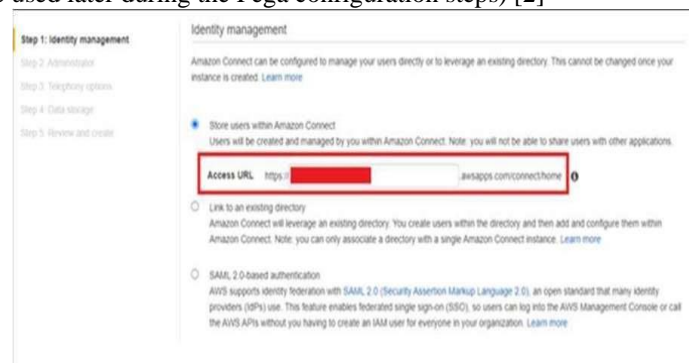 s used later during the Pega configuration steps) [2]
Step 1: Identity management
Step 2: Administrator
Step 3: Telephony options
Step 4: Data storage
Step 5: Review and create
Identity management
Amazon Connect can be configured to manage your users directly or to leverage an existing directory. This cannot be changed once your
instance is created. Learn more
Store users within Amazon Connect
Users will be created and managed by you within Amazon Connect. Note: you will not be able to share users with other applications.
Access URL https:// .awsapps.com/connect/home
Link to an existing directory
Amazon Connect will leverage an existing directory. You create users within the directory and then add and configure them within
Amazon Connect. Note: you can only associate a directory with a single Amazon Connect instance. Learn more
SAML 2.0-based authentication
AWS supports identity federation with SAML 2.0 (Security Assertion Markup Language 2.0), an open standard that many identity
providers (IdPs) use. This feature enables federated single sign-on (SSO), so users can log into the AWS Management Console or call
the AWS APIs without you having to create an IAM user for everyone in your organization. Learn more